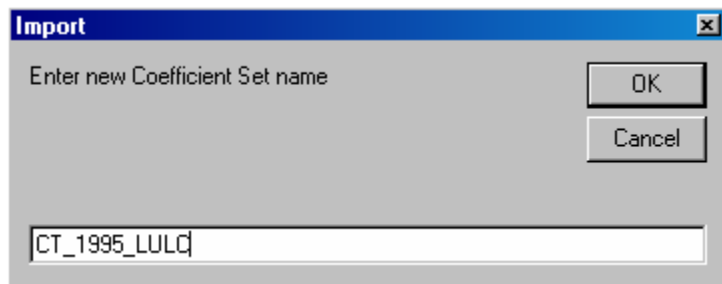 Import
Enter new Coefficient Set name
OK
Cancel
CT_1995_LULC